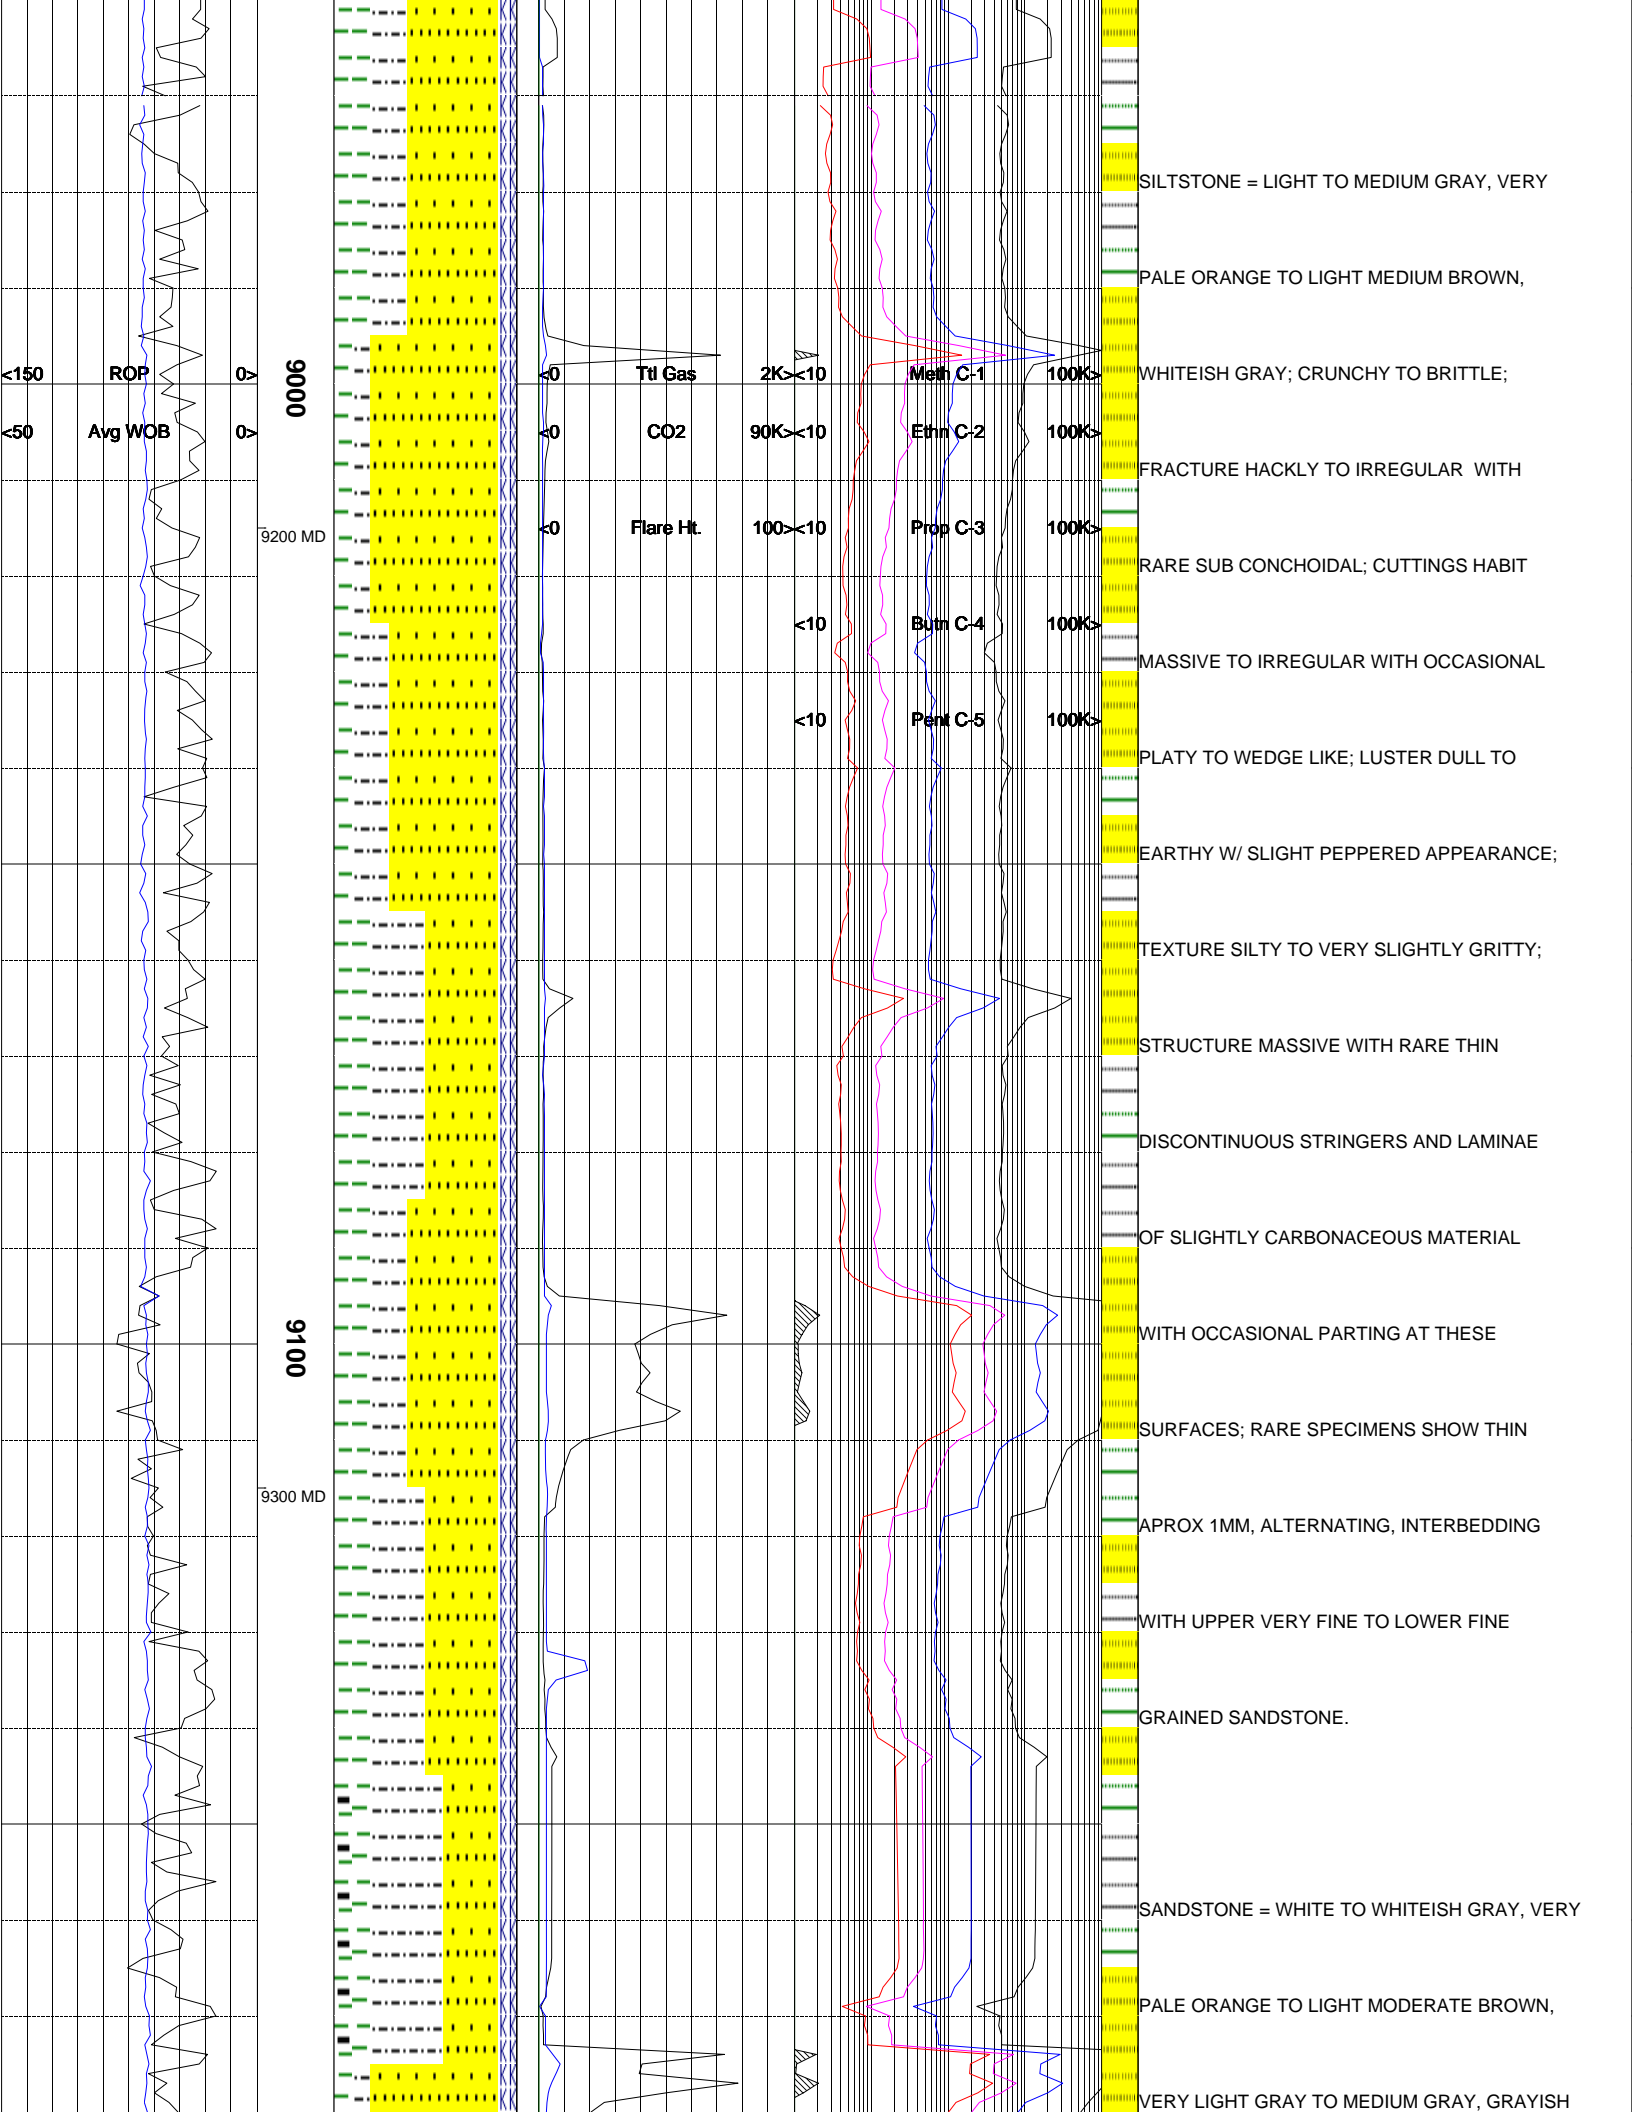 SILTSTONE = LIGHT TO MEDIUM GRAY, VERY
PALE ORANGE TO LIGHT MEDIUM BROWN,
<150 ROP 0> 9000 <0 Ttl Gas 2K> <10 Meth C-1 100K> WHITEISH GRAY; CRUNCHY TO BRITTLE;
<50 Avg WOB 0> <0 CO2 90K> <10 Ethn C-2 100K>
FRACTURE HACKLY TO IRREGULAR WITH
9200 MD <0 Flare Ht. 100> <10 Prop C-3 100K>
RARE SUB CONCHOIDAL; CUTTINGS HABIT
<10 Butn C-4 100K>
MASSIVE TO IRREGULAR WITH OCCASIONAL
<10 Pent C-5 100K>
PLATY TO WEDGE LIKE; LUSTER DULL TO
EARTHY W/ SLIGHT PEPPERED APPEARANCE;
TEXTURE SILTY TO VERY SLIGHTLY GRITTY;
STRUCTURE MASSIVE WITH RARE THIN
DISCONTINUOUS STRINGERS AND LAMINAE
OF SLIGHTLY CARBONACEOUS MATERIAL
9100 WITH OCCASIONAL PARTING AT THESE
SURFACES; RARE SPECIMENS SHOW THIN
9300 MD
APROX 1MM, ALTERNATING, INTERBEDDING
WITH UPPER VERY FINE TO LOWER FINE
GRAINED SANDSTONE.
SANDSTONE = WHITE TO WHITEISH GRAY, VERY
PALE ORANGE TO LIGHT MODERATE BROWN,
VERY LIGHT GRAY TO MEDIUM GRAY, GRAYISH